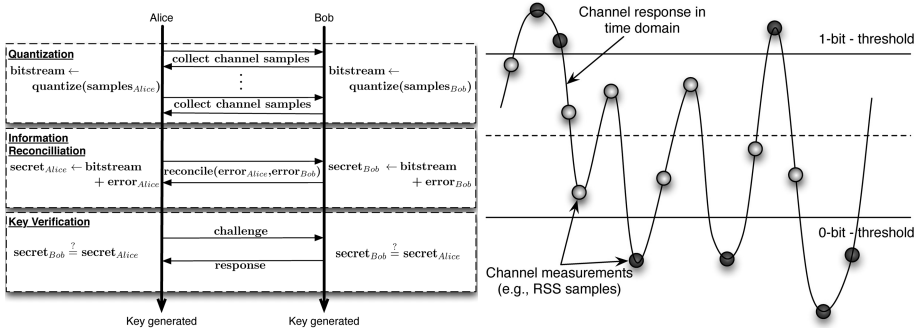 Alice
Bob
Quantization
bitstream ←
quantize(samples_Alice)
collect channel samples
⋮
collect channel samples
bitstream ←
quantize(samples_Bob)
Information
Reconcilliation
secret_Alice ← bitstream
+ error_Alice
reconcile(error_Alice,error_Bob)
secret_Bob ← bitstream
+ error_Bob
Key Verification
secret_Bob ≟ secret_Alice
challenge
response
secret_Bob ≟ secret_Alice
Key generated
Key generated
Channel response in
time domain
1-bit - threshold
0-bit - threshold
Channel measurements
(e.g., RSS samples)